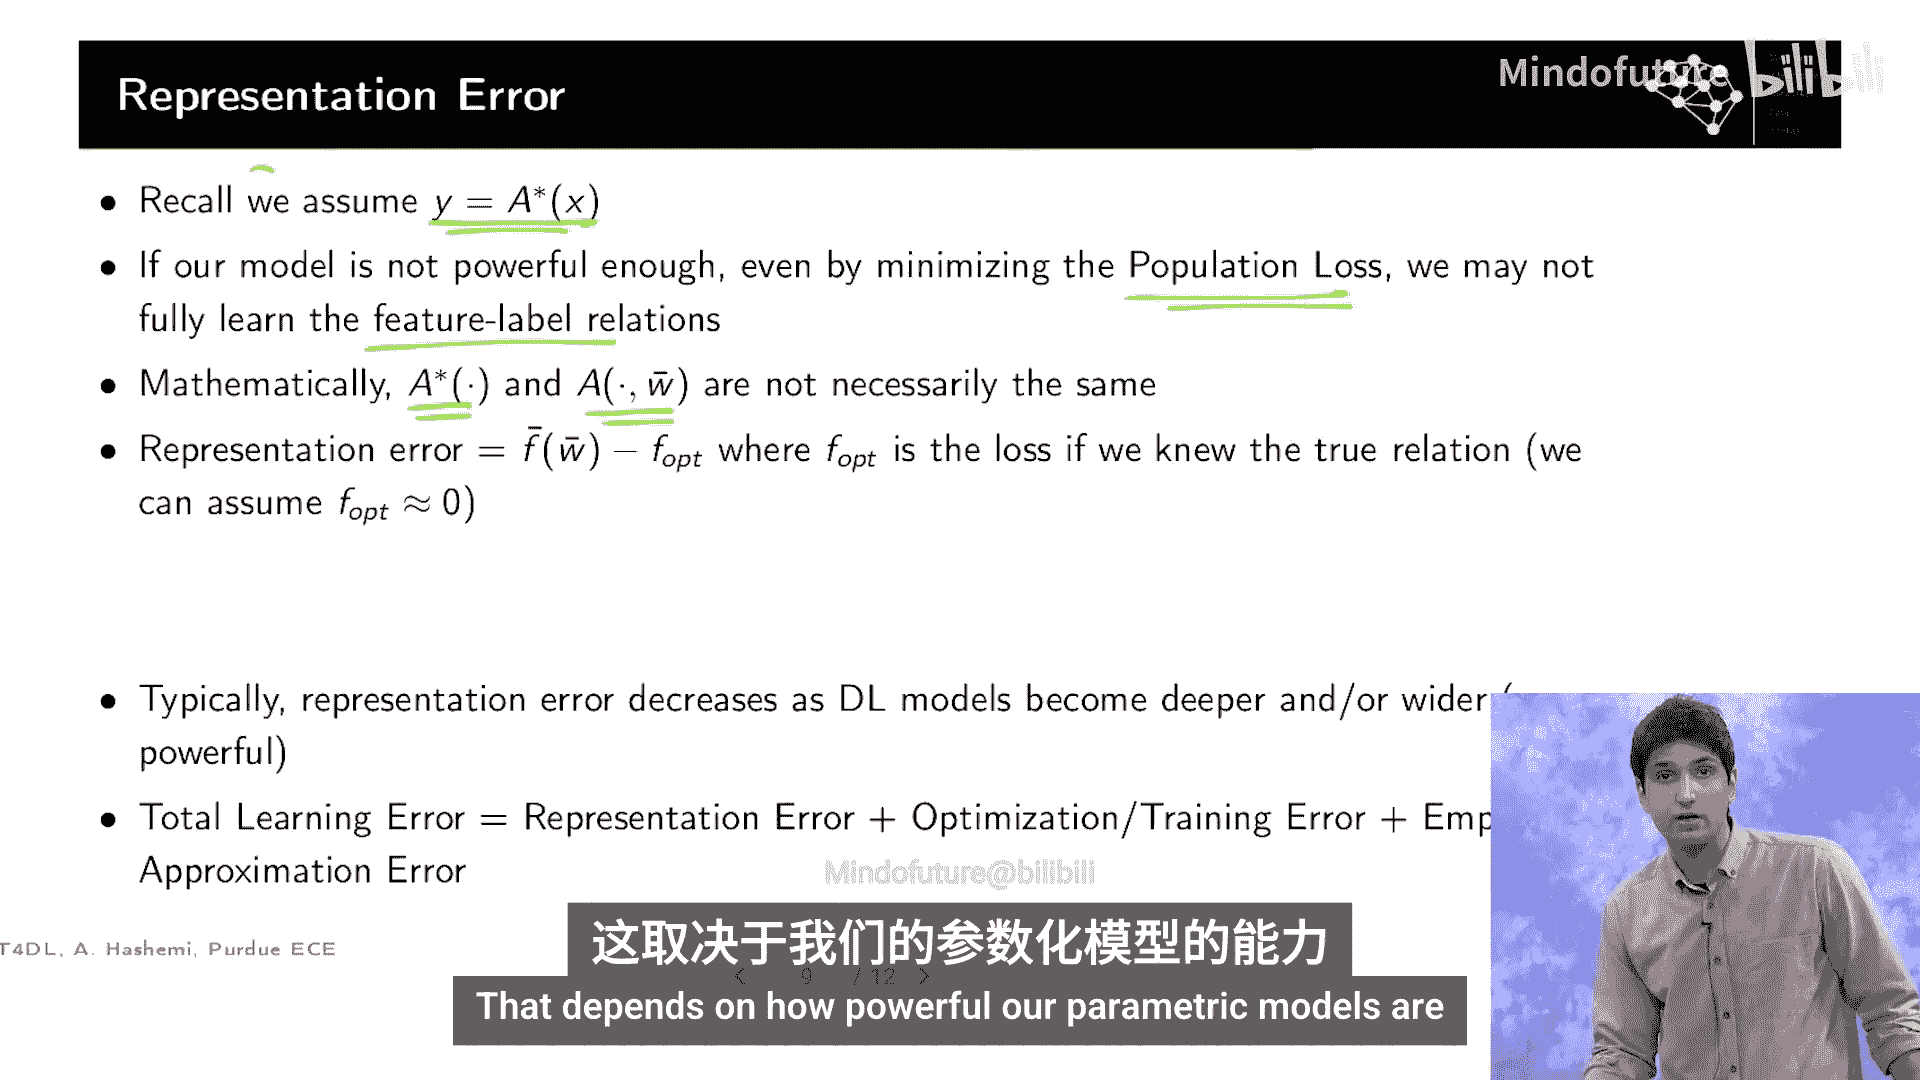 Representation Error
Mindofuture
bilibili
• Recall we assume y = A*(x)
• If our model is not powerful enough, even by minimizing the Population Loss, we may not
fully learn the feature-label relations
• Mathematically, A*(·) and A(·, w̄) are not necessarily the same
• Representation error = f̄(w̄) − f_opt where f_opt is the loss if we knew the true relation (we
can assume f_opt ≈ 0)
• Typically, representation error decreases as DL models become deeper and/or wider (
powerful)
• Total Learning Error = Representation Error + Optimization/Training Error + Emp
Approximation Error
Mindofuture@bilibili
T4DL, A. Hashemi, Purdue ECE
这取决于我们的参数化模型的能力
9 / 12
That depends on how powerful our parametric models are